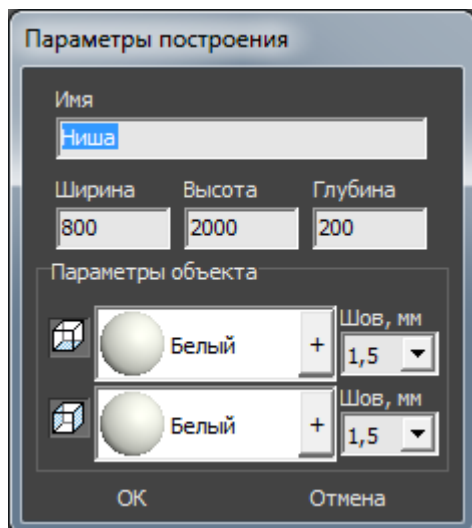 Параметры построения
Имя
Ниша
Ширина Высота Глубина
800 2000 200
Параметры объекта
Шов, мм
Белый + 1,5
Шов, мм
Белый + 1,5
OK Отмена